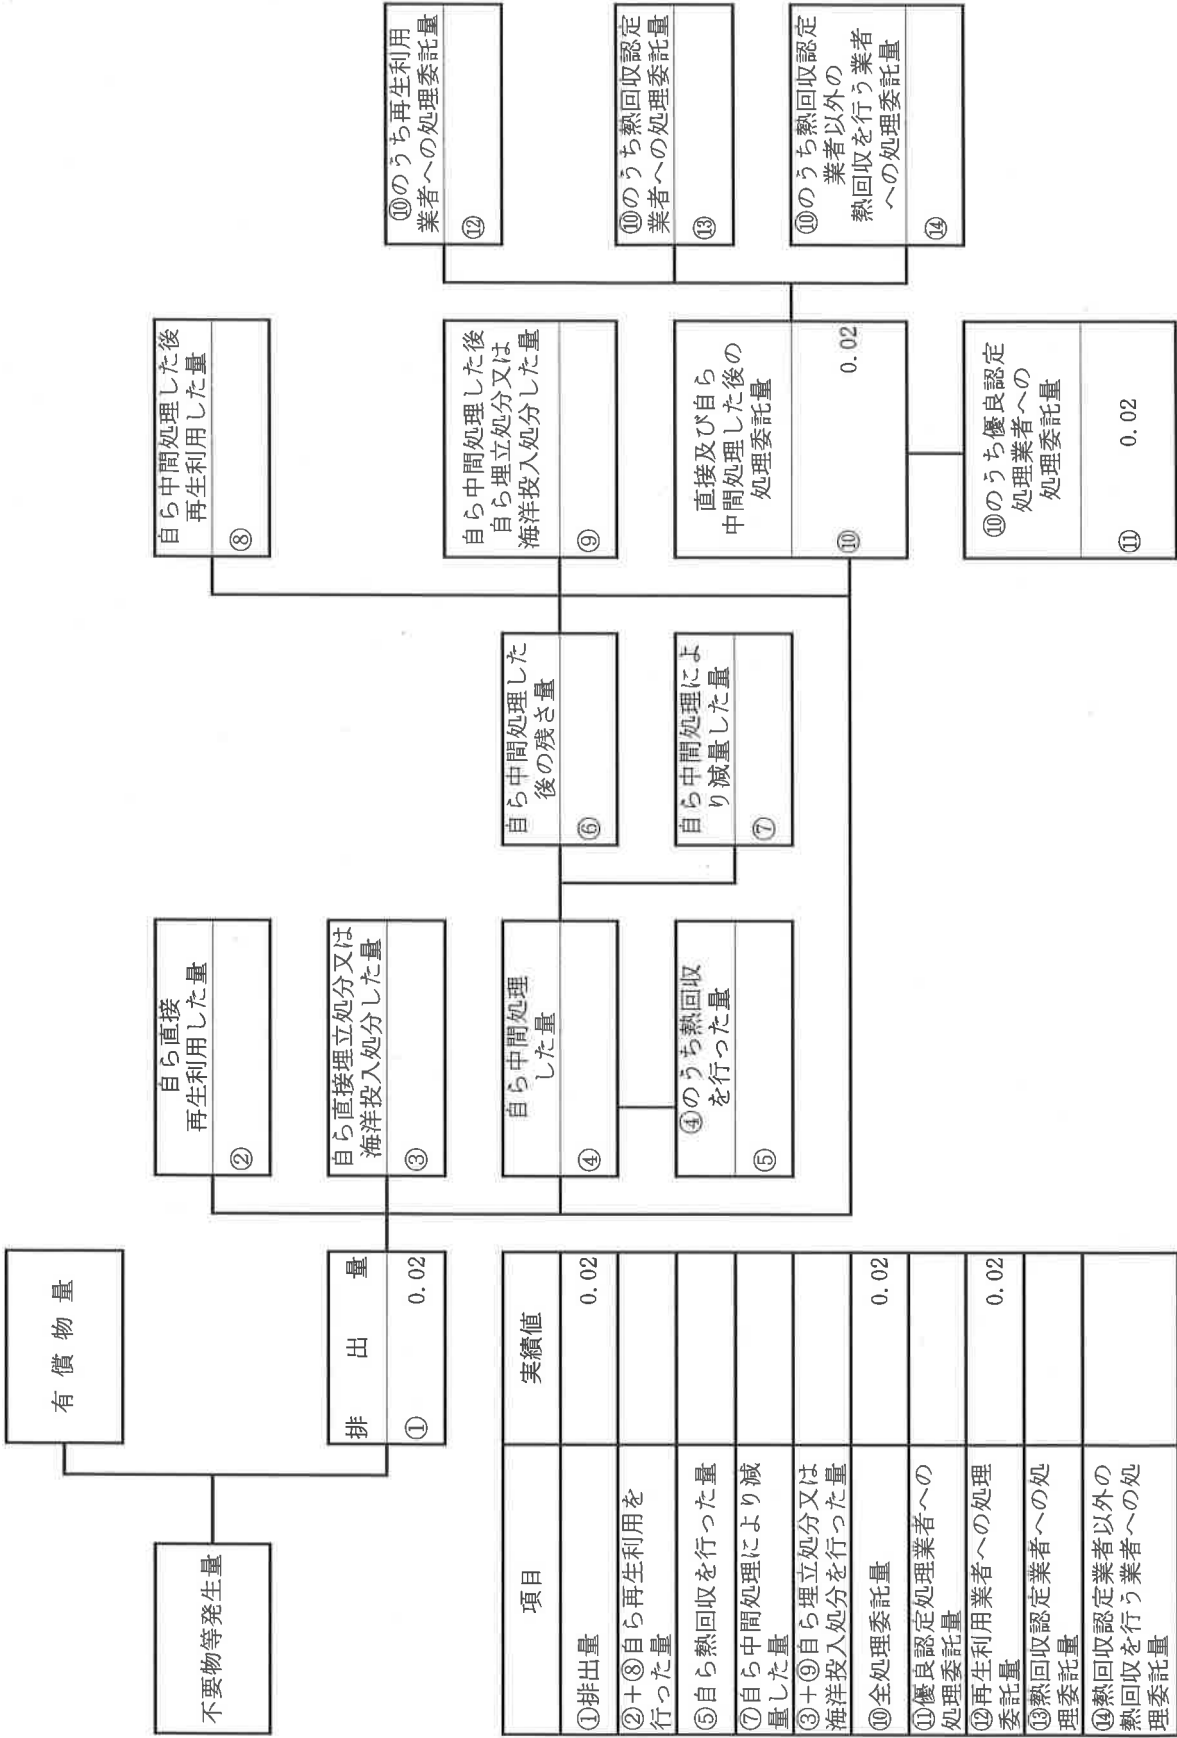 不要物等発生量
有償物量
排出量
① 0.02
自ら直接
再生利用した量
②
自ら直接埋立処分又は
海洋投入処分した量
③
自ら中間処理
した量
④
④のうち熱回収
を行った量
⑤
自ら中間処理した
後の残さ量
⑥
自ら中間処理によ
り減量した量
⑦
自ら中間処理した後
再生利用した量
⑧
自ら中間処理した後
自ら埋立処分又は
海洋投入処分した量
⑨
直接及び自ら
中間処理した後の
処理委託量
⑩ 0.02
⑩のうち優良認定
処理業者への
処理委託量
⑪ 0.02
⑩のうち再生利用
業者への処理委託量
⑫
⑩のうち熱回収認定
業者への処理委託量
⑬
⑩のうち熱回収認定
業者以外の
熱回収を行う業者
への処理委託量
⑭
項目 実績値
①排出量 0.02
②+⑧自ら再生利用を
行った量
⑤自ら熱回収を行った量
⑦自ら中間処理により減
量した量
③+⑨自ら埋立処分又は
海洋投入処分を行った量
⑩全処理委託量 0.02
⑪優良認定処理業者への
処理委託量
⑫再生利用業者への処理
委託量 0.02
⑬熱回収認定業者への処
理委託量
⑭熱回収認定業者以外の
熱回収を行う業者への処
理委託量